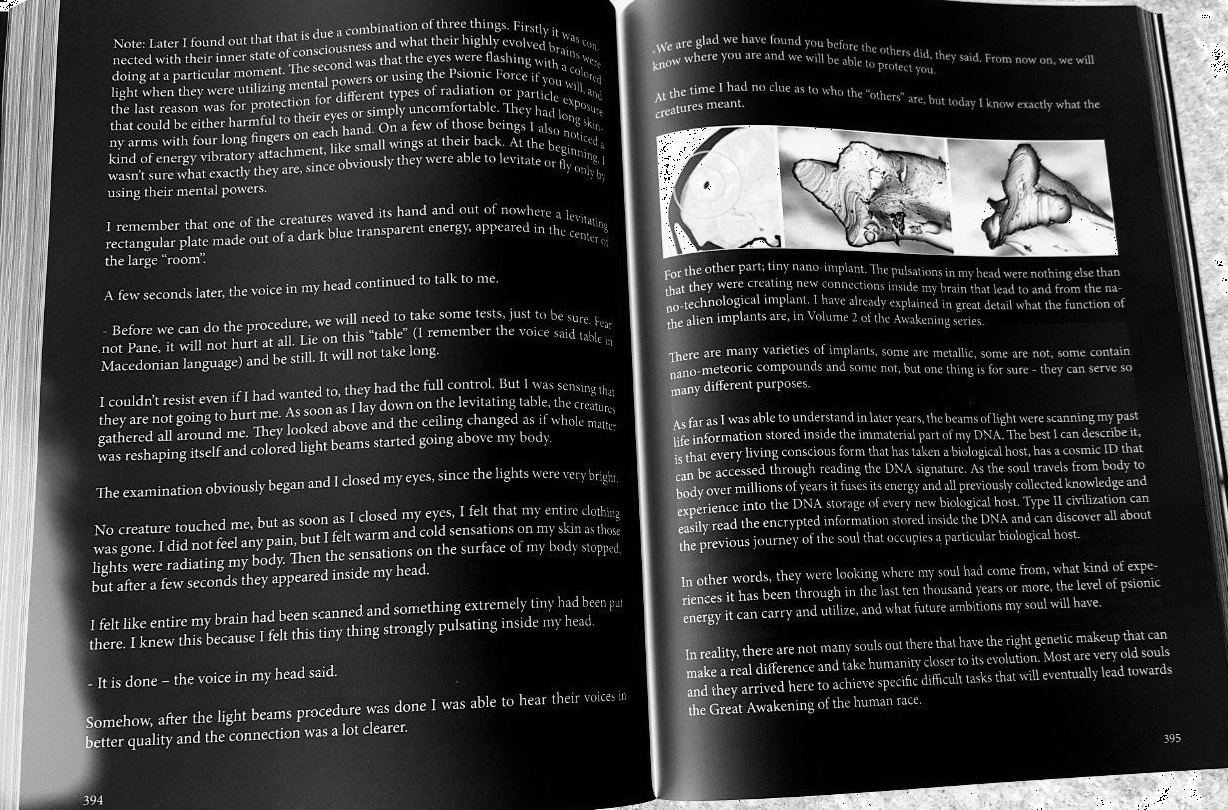 Note: Later I found out that that is due a combination of three things. Firstly it was con-
nected with their inner state of consciousness and what their highly evolved brains were
doing at a particular moment. The second was that the eyes were flashing with a colored
light when they were utilizing mental powers or using the Psionic Force if you will, and
the last reason was for protection for different types of radiation or particle exposure
that could be either harmful to their eyes or simply uncomfortable. They had long skin-
ny arms with four long fingers on each hand. On a few of those beings I also noticed a
kind of energy vibratory attachment, like small wings at their back. At the beginning, I
wasn't sure what exactly they are, since obviously they were able to levitate or fly only by
using their mental powers.
I remember that one of the creatures waved its hand and out of nowhere a levitating
rectangular plate made out of a dark blue transparent energy, appeared in the center of
the large “room”.
A few seconds later, the voice in my head continued to talk to me.
- Before we can do the procedure, we will need to take some tests, just to be sure. Fear
not Pane, it will not hurt at all. Lie on this “table” (I remember the voice said table in
Macedonian language) and be still. It will not take long.
I couldn't resist even if I had wanted to, they had the full control. But I was sensing that
they are not going to hurt me. As soon as I lay down on the levitating table, the creatures
gathered all around me. They looked above and the ceiling changed as if whole matter
was reshaping itself and colored light beams started going above my body.
The examination obviously began and I closed my eyes, since the lights were very bright.
No creature touched me, but as soon as I closed my eyes, I felt that my entire clothing
was gone. I did not feel any pain, but I felt warm and cold sensations on my skin as those
lights were radiating my body. Then the sensations on the surface of my body stopped,
but after a few seconds they appeared inside my head.
I felt like entire my brain had been scanned and something extremely tiny had been put
there. I knew this because I felt this tiny thing strongly pulsating inside my head.
- It is done – the voice in my head said.
Somehow, after the light beams procedure was done I was able to hear their voices in
better quality and the connection was a lot clearer.
394
-We are glad we have found you before the others did, they said. From now on, we will
know where you are and we will be able to protect you.
At the time I had no clue as to who the “others” are, but today I know exactly what the
creatures meant.
For the other part; tiny nano-implant. The pulsations in my head were nothing else than
that they were creating new connections inside my brain that lead to and from the na-
no-technological implant. I have already explained in great detail what the function of
the alien implants are, in Volume 2 of the Awakening series.
There are many varieties of implants, some are metallic, some are not, some contain
nano-meteoric compounds and some not, but one thing is for sure - they can serve so
many different purposes.
As far as I was able to understand in later years, the beams of light were scanning my past
life information stored inside the immaterial part of my DNA. The best I can describe it,
is that every living conscious form that has taken a biological host, has a cosmic ID that
can be accessed through reading the DNA signature. As the soul travels from body to
body over millions of years it fuses its energy and all previously collected knowledge and
experience into the DNA storage of every new biological host. Type II civilization can
easily read the encrypted information stored inside the DNA and can discover all about
the previous journey of the soul that occupies a particular biological host.
In other words, they were looking where my soul had come from, what kind of expe-
riences it has been through in the last ten thousand years or more, the level of psionic
energy it can carry and utilize, and what future ambitions my soul will have.
In reality, there are not many souls out there that have the right genetic makeup that can
make a real difference and take humanity closer to its evolution. Most are very old souls
and they arrived here to achieve specific difficult tasks that will eventually lead towards
the Great Awakening of the human race.
395